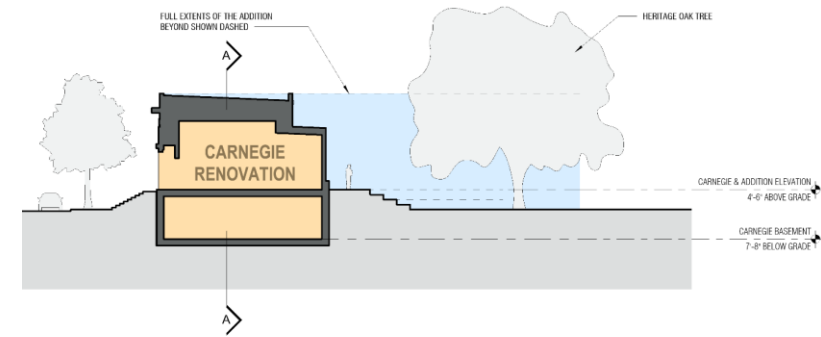 FULL EXTENTS OF THE ADDITION
BEYOND SHOWN DASHED
HERITAGE OAK TREE
A
CARNEGIE
RENOVATION
CARNEGIE & ADDITION ELEVATION
4'-6" ABOVE GRADE
CARNEGIE BASEMENT
7'-8" BELOW GRADE
A